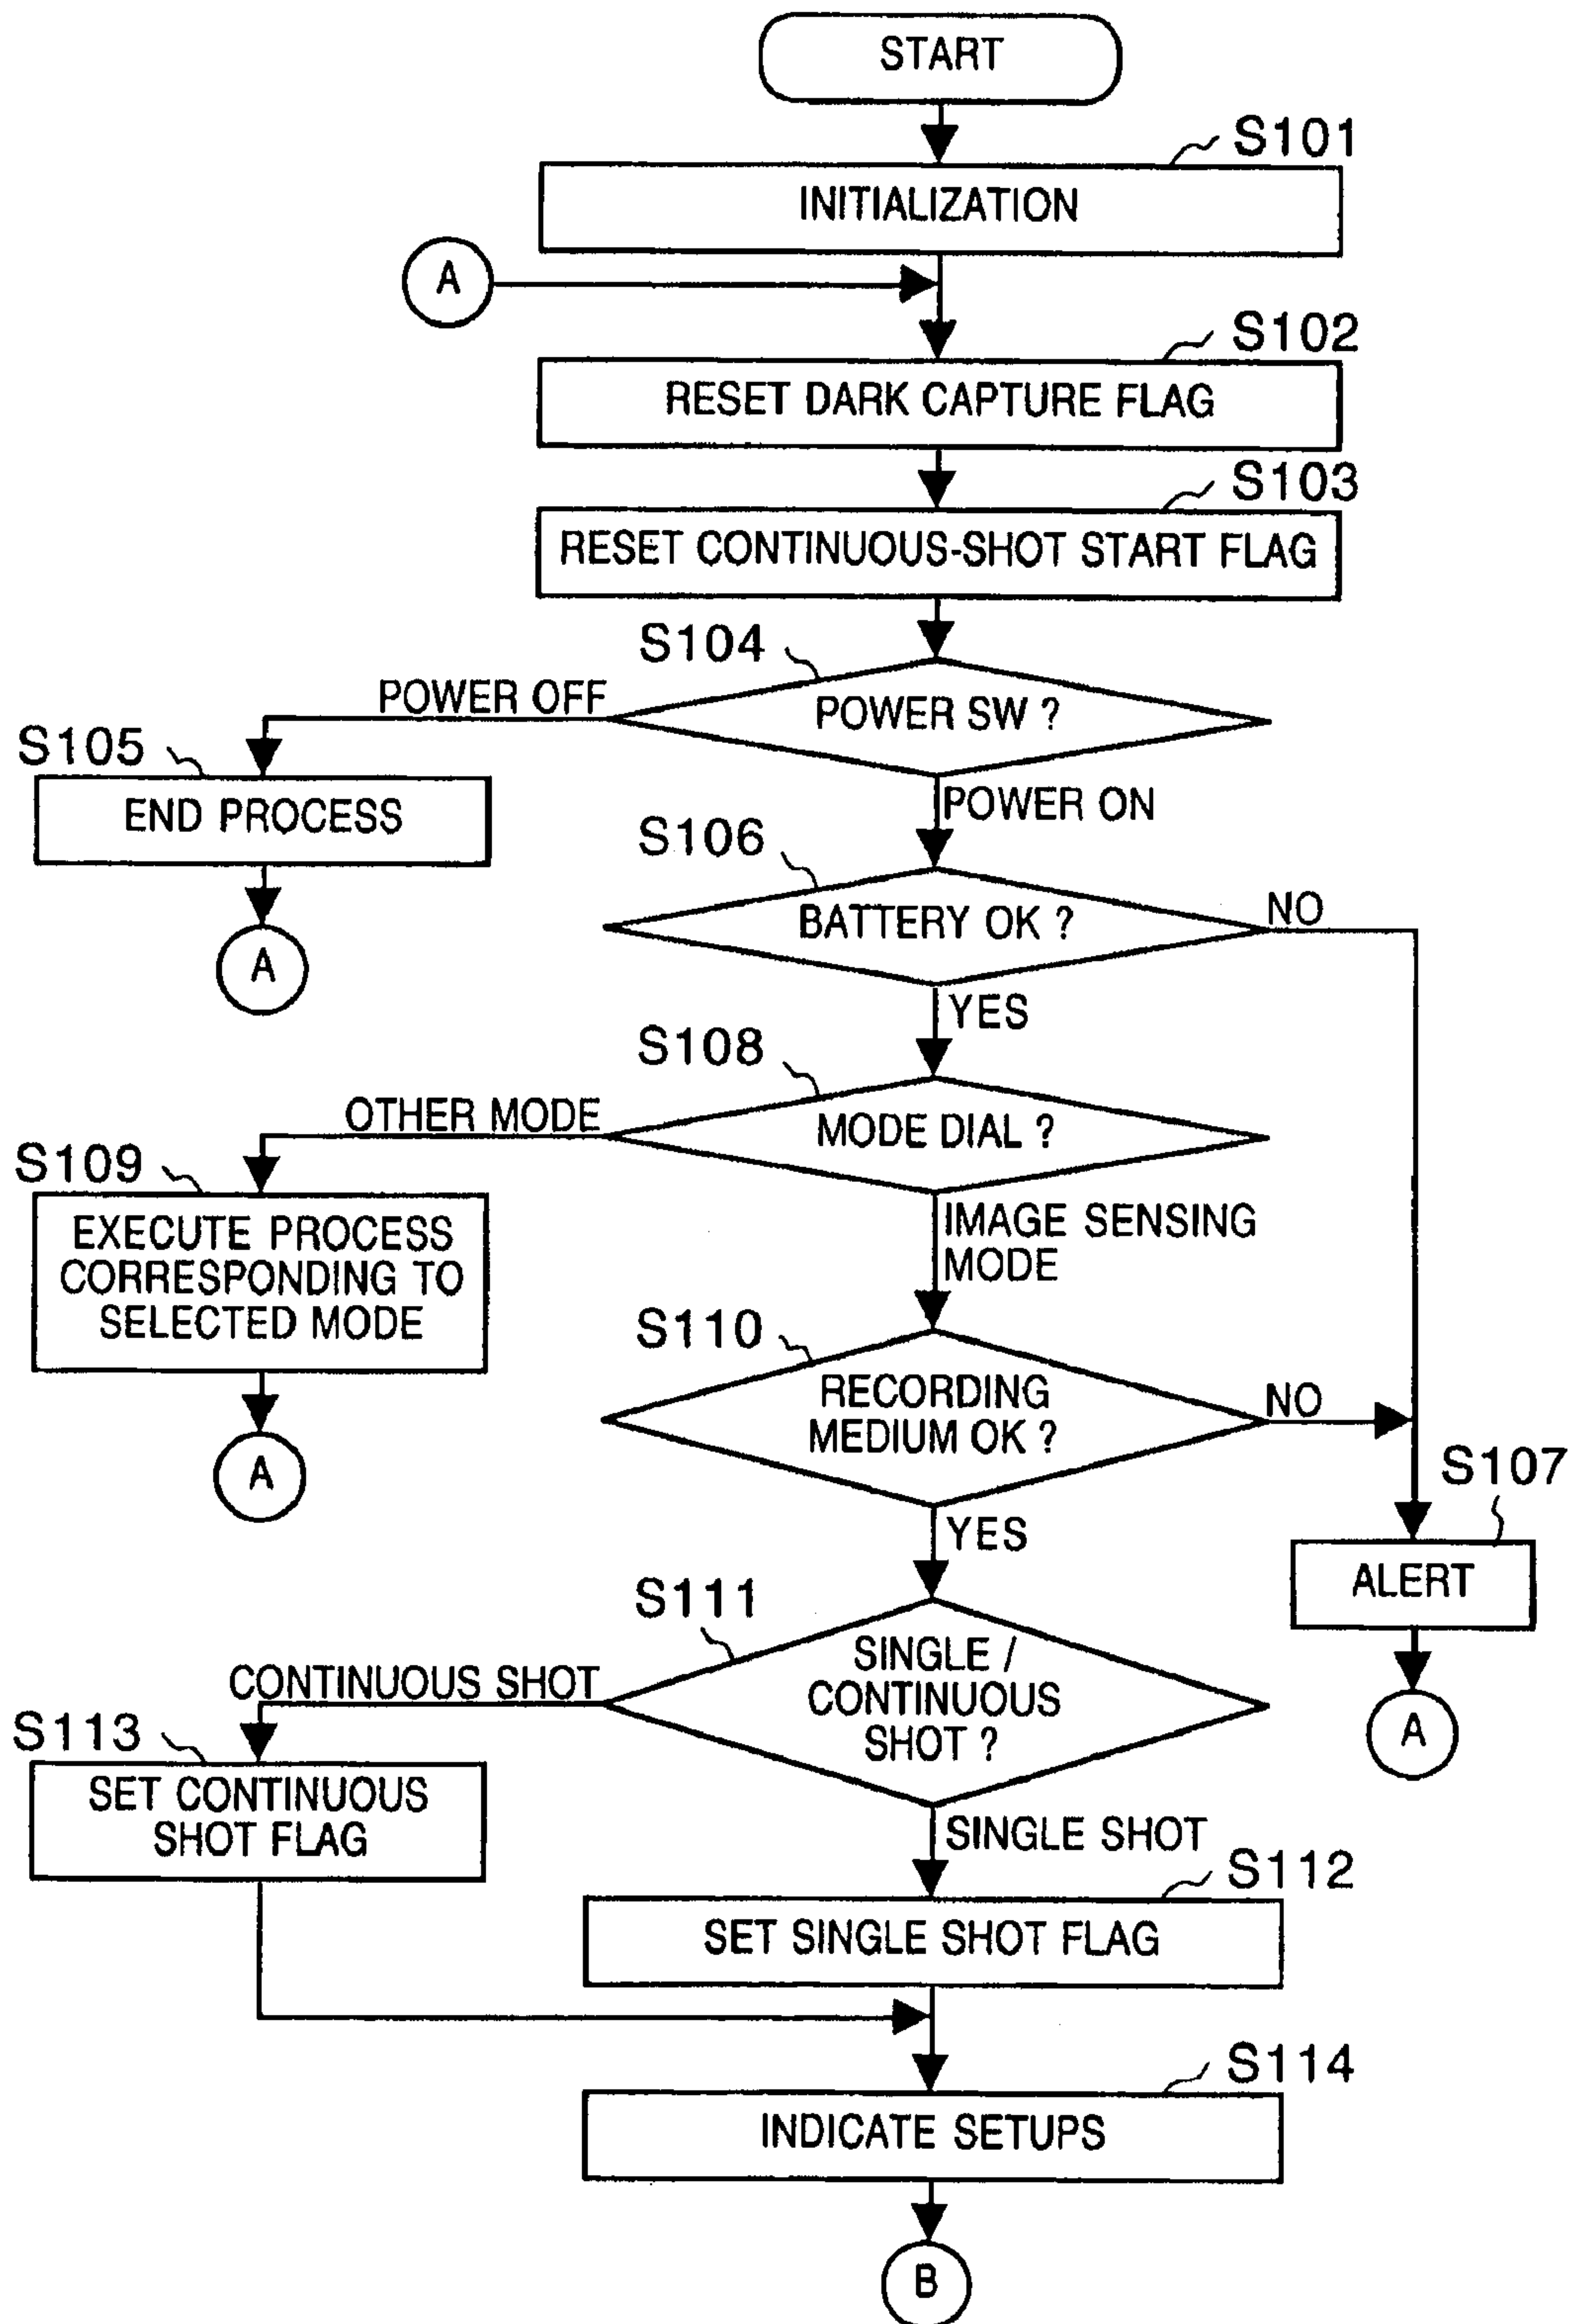 START
S101
INITIALIZATION
A
S102
RESET DARK CAPTURE FLAG
S103
RESET CONTINUOUS-SHOT START FLAG
S104
POWER OFF
POWER SW ?
S105
END PROCESS
POWER ON
A
S106
BATTERY OK ?
NO
YES
S108
OTHER MODE
MODE DIAL ?
S109
EXECUTE PROCESS
CORRESPONDING TO
SELECTED MODE
IMAGE SENSING
MODE
A
S110
RECORDING
MEDIUM OK ?
NO
S107
YES
ALERT
A
S111
SINGLE /
CONTINUOUS
SHOT ?
CONTINUOUS SHOT
S113
SET CONTINUOUS
SHOT FLAG
SINGLE SHOT
S112
SET SINGLE SHOT FLAG
S114
INDICATE SETUPS
B